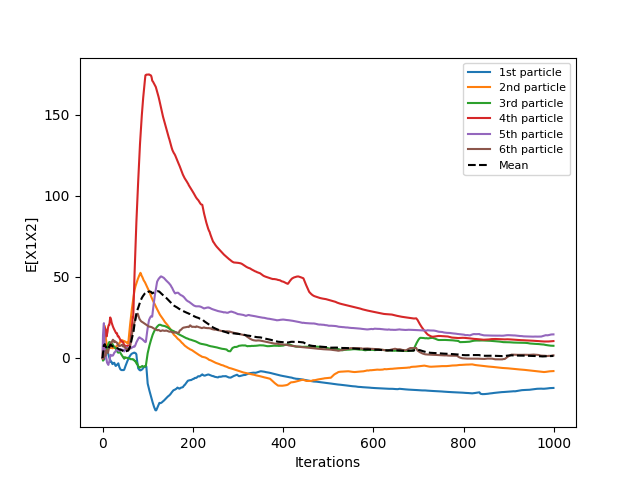 1st particle
2nd particle
3rd particle
4th particle
5th particle
6th particle
Mean
E[X1X2]
150
100
50
0
0 200 400 600 800 1000
Iterations